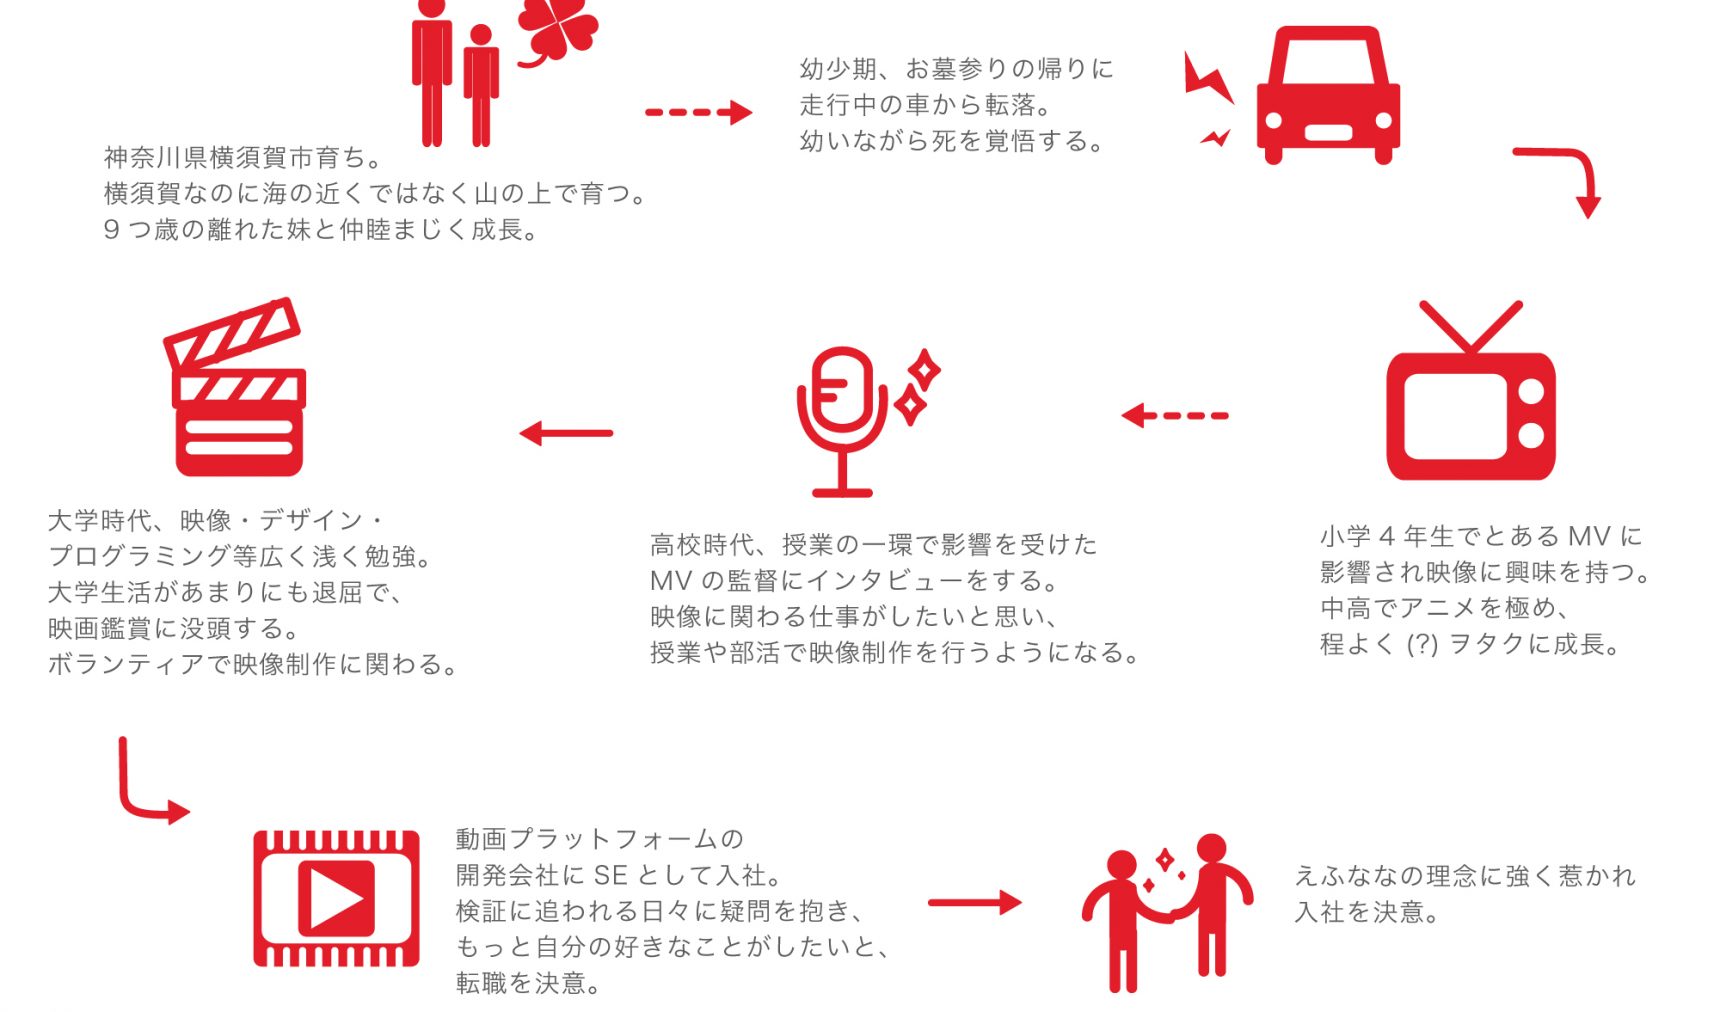 神奈川県横須賀市育ち。
横須賀なのに海の近くではなく山の上で育つ。
9つ歳の離れた妹と仲睦まじく成長。
幼少期、お墓参りの帰りに
走行中の車から転落。
幼いながら死を覚悟する。
小学4年生でとあるMVに
影響され映像に興味を持つ。
中高でアニメを極め、
程よく(?)ヲタクに成長。
高校時代、授業の一環で影響を受けた
MVの監督にインタビューをする。
映像に関わる仕事がしたいと思い、
授業や部活で映像制作を行うようになる。
大学時代、映像・デザイン・
プログラミング等広く浅く勉強。
大学生活があまりにも退屈で、
映画鑑賞に没頭する。
ボランティアで映像制作に関わる。
動画プラットフォームの
開発会社にSEとして入社。
検証に追われる日々に疑問を抱き、
もっと自分の好きなことがしたいと、
転職を決意。
えふななの理念に強く惹かれ
入社を決意。